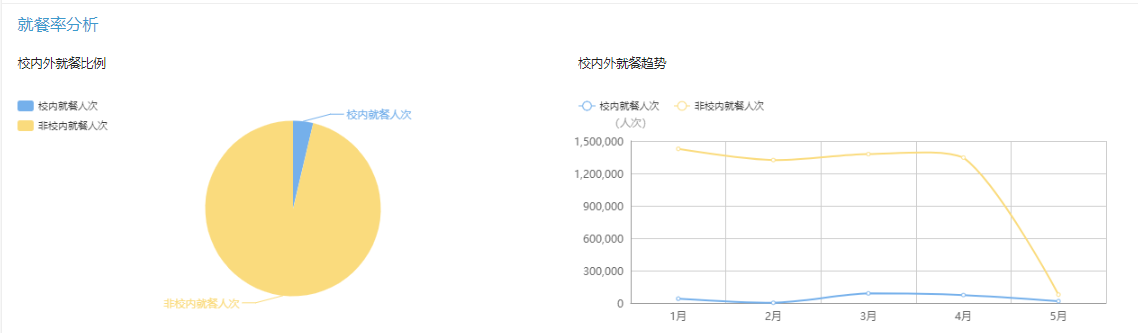 就餐率分析
校内外就餐比例
校内就餐人次
非校内就餐人次
校内就餐人次
非校内就餐人次
校内外就餐趋势
校内就餐人次 非校内就餐人次
（人次）
1,500,000
1,200,000
900,000
600,000
300,000
0
1月 2月 3月 4月 5月